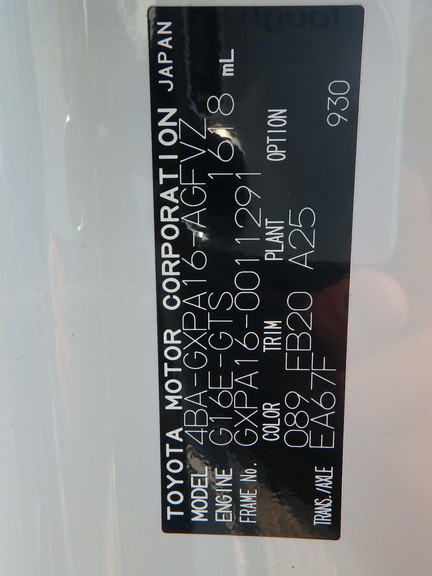 TOYOTA MOTOR CORPORATION JAPAN
MODEL 4BA-GXPA16-AGFVZ
ENGINE G16E-GTS 1618 mL
FRAME No. GXPA16-0011291
COLOR TRIM PLANT OPTION
089 FB20 A25
TRANS./AXLE EA67F 930